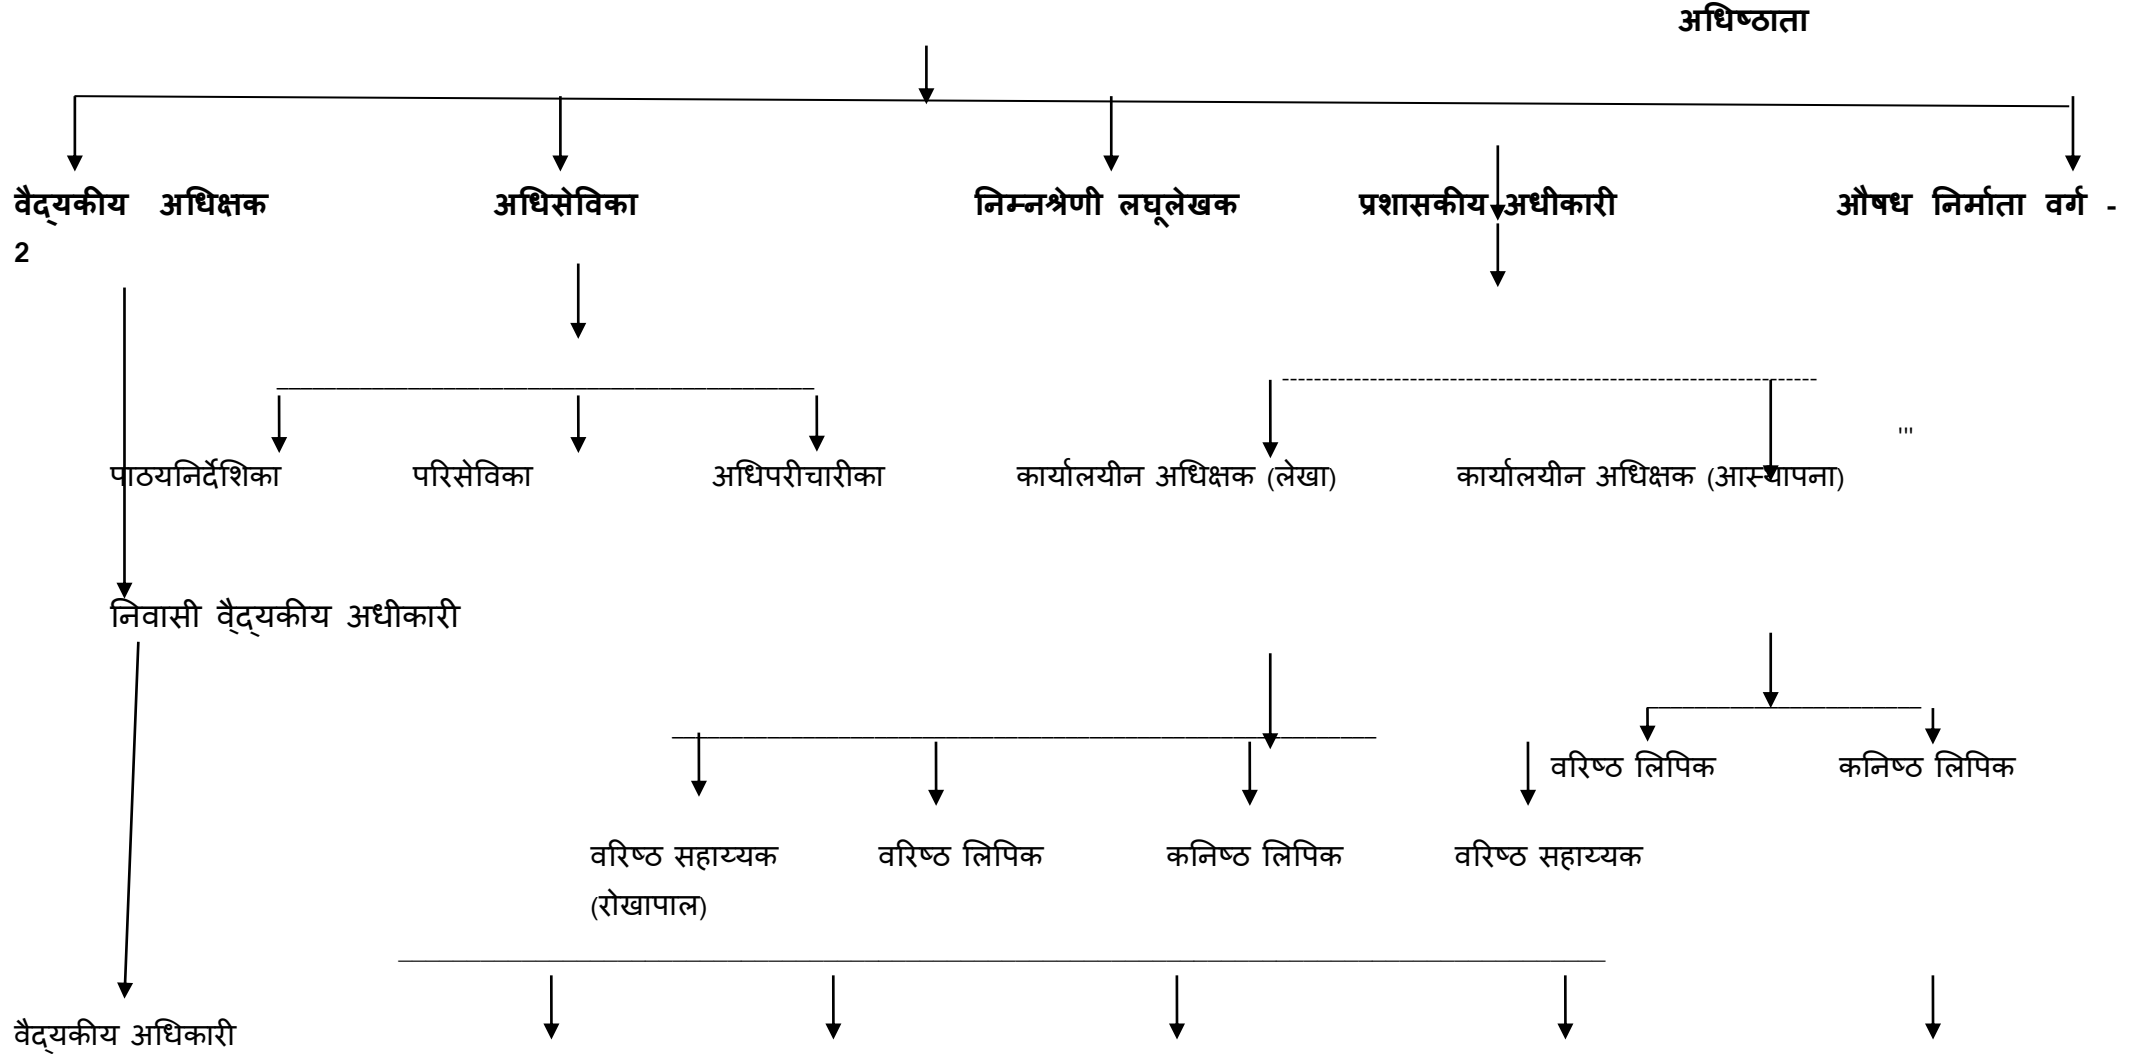 अधिष्ठाता
वैद्यकीय अधिक्षक अधिसेविका निम्नश्रेणी लघूलेखक प्रशासकीय अधीकारी औषध निर्माता वर्ग -
2
'''
पाठयनिर्देशिका परिसेविका अधिपरीचारीका कार्यालयीन अधिक्षक (लेखा) कार्यालयीन अधिक्षक (आस्थापना)
निवासी वै्द्यकीय अधीकारी
वरिष्ठ लिपिक कनिष्ठ लिपिक
वरिष्ठ सहाय्यक वरिष्ठ लिपिक कनिष्ठ लिपिक वरिष्ठ सहाय्यक
(रोखापाल)
वैद्यकीय अधिकारी